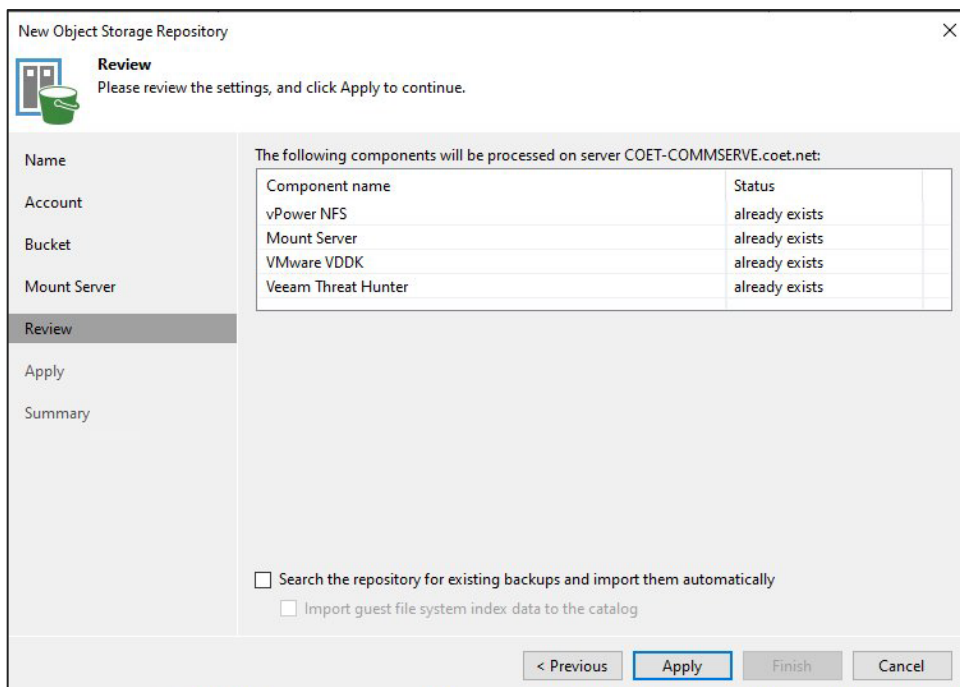 New Object Storage Repository
Review
Please review the settings, and click Apply to continue.
Name
Account
Bucket
Mount Server
Review
Apply
Summary
The following components will be processed on server COET-COMMSERVE.coet.net:
Component name Status
vPower NFS already exists
Mount Server already exists
VMware VDDK already exists
Veeam Threat Hunter already exists
Search the repository for existing backups and import them automatically
Import guest file system index data to the catalog
< Previous Apply Finish Cancel